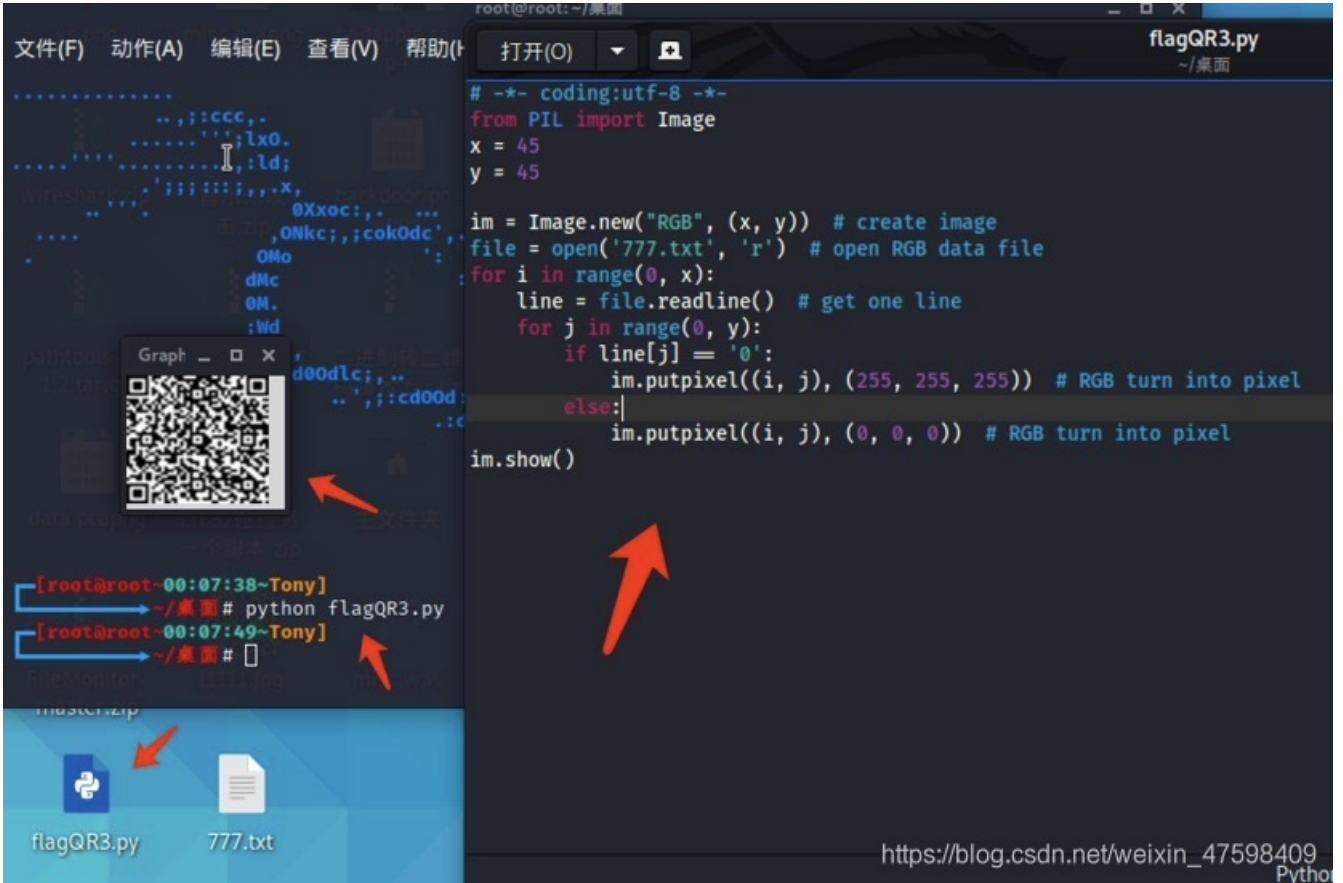 root@root: ~/桌面
文件(F) 动作(A) 编辑(E) 查看(V) 帮助(H
打开(O)
flagQR3.py
~/桌面
# -*- coding:utf-8 -*-
from PIL import Image
x = 45
y = 45
im = Image.new("RGB", (x, y))  # create image
file = open('777.txt', 'r')  # open RGB data file
for i in range(0, x):
    line = file.readline()  # get one line
    for j in range(0, y):
        if line[j] == '0':
            im.putpixel((i, j), (255, 255, 255))  # RGB turn into pixel
        else:
            im.putpixel((i, j), (0, 0, 0))  # RGB turn into pixel
im.show()
Graph
[root@root~00:07:38~Tony]
~/桌面# python flagQR3.py
[root@root~00:07:49~Tony]
~/桌面#
master.zip
flagQR3.py
777.txt
https://blog.csdn.net/weixin_47598409
Python